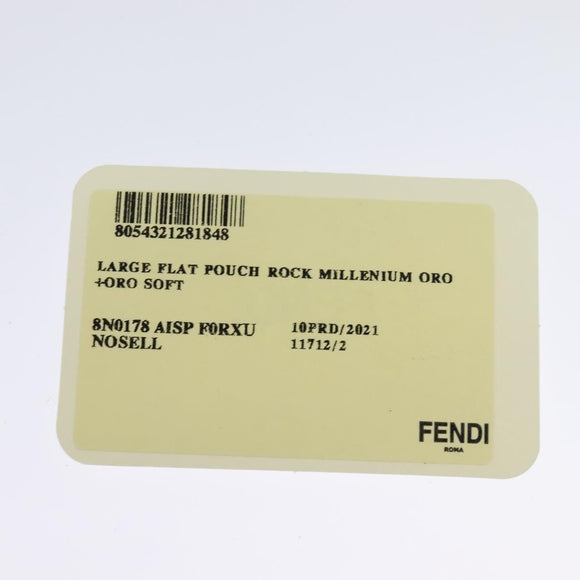 8054321281848
LARGE FLAT POUCH ROCK MILLENIUM ORO
+ORO SOFT
8N0178 AISP F0RXU 10PRD/2021
NOSELL 11712/2
FENDI
ROMA